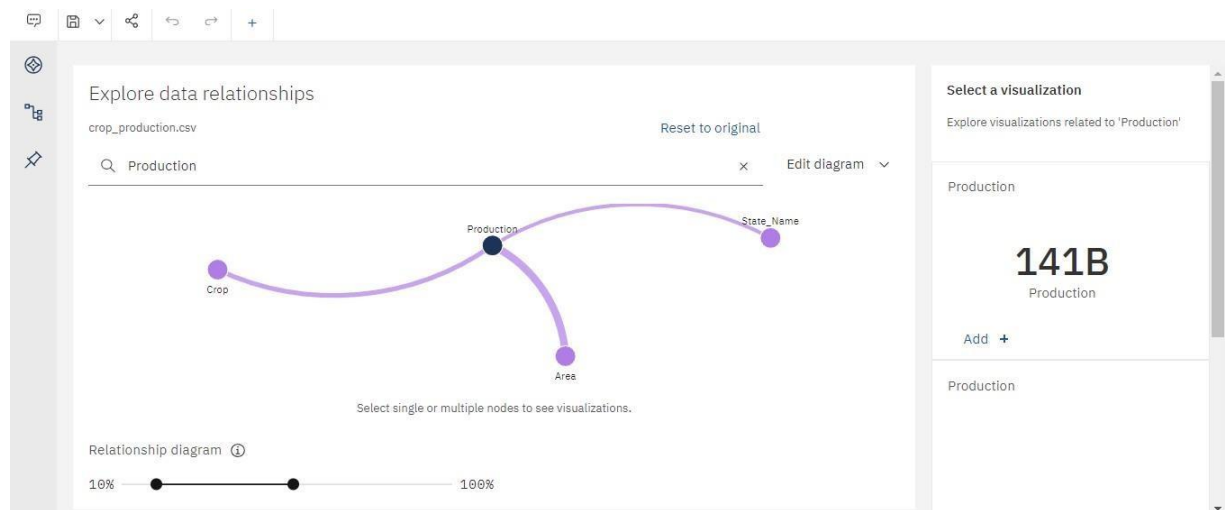 Explore data relationships
crop_production.csv
Reset to original
Production
Edit diagram
Production
State_Name
Crop
Area
Select single or multiple nodes to see visualizations.
Relationship diagram
10%
100%
Select a visualization
Explore visualizations related to 'Production'
Production
141B
Production
Add +
Production